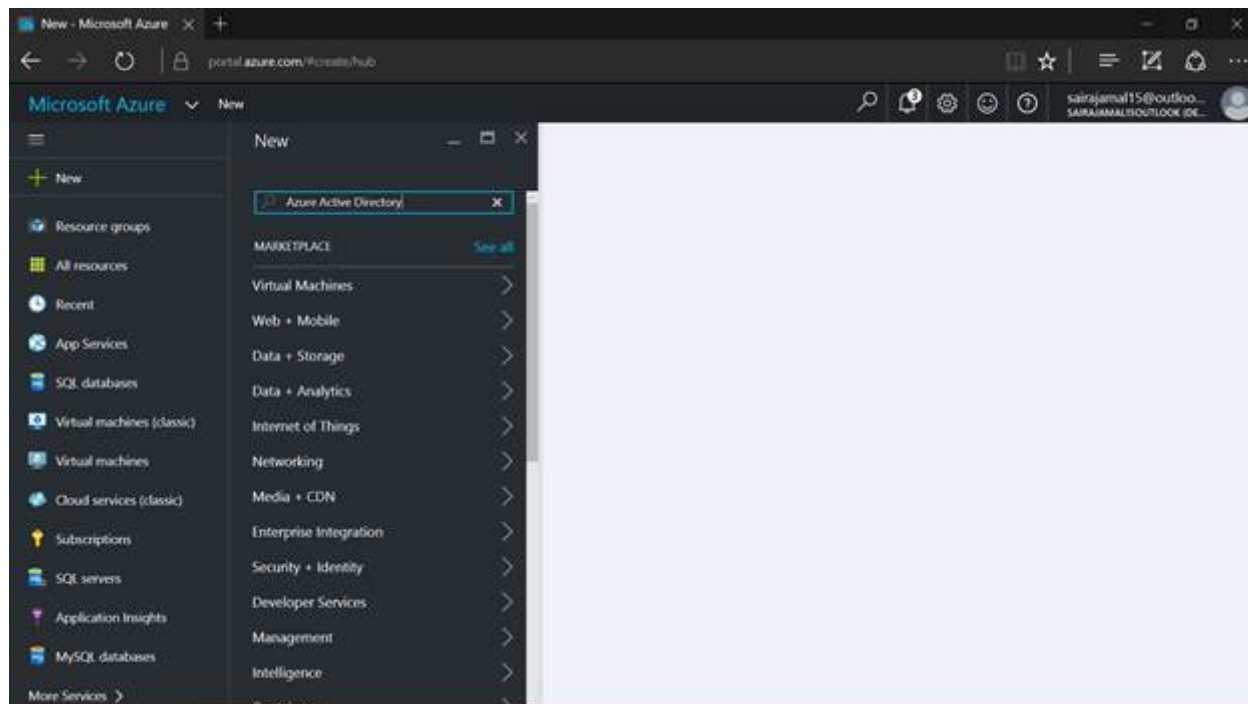 New - Microsoft Azure
portal.azure.com/#create/hub
Microsoft Azure New
3
sairajamal15@outloo...
SAIRAJAMAL15OUTLOOK (DE...
New
Resource groups
All resources
Recent
App Services
SQL databases
Virtual machines (classic)
Virtual machines
Cloud services (classic)
Subscriptions
SQL servers
Application Insights
MySQL databases
More Services
New
Azure Active Directory
MARKETPLACE See all
Virtual Machines
Web + Mobile
Data + Storage
Data + Analytics
Internet of Things
Networking
Media + CDN
Enterprise Integration
Security + Identity
Developer Services
Management
Intelligence